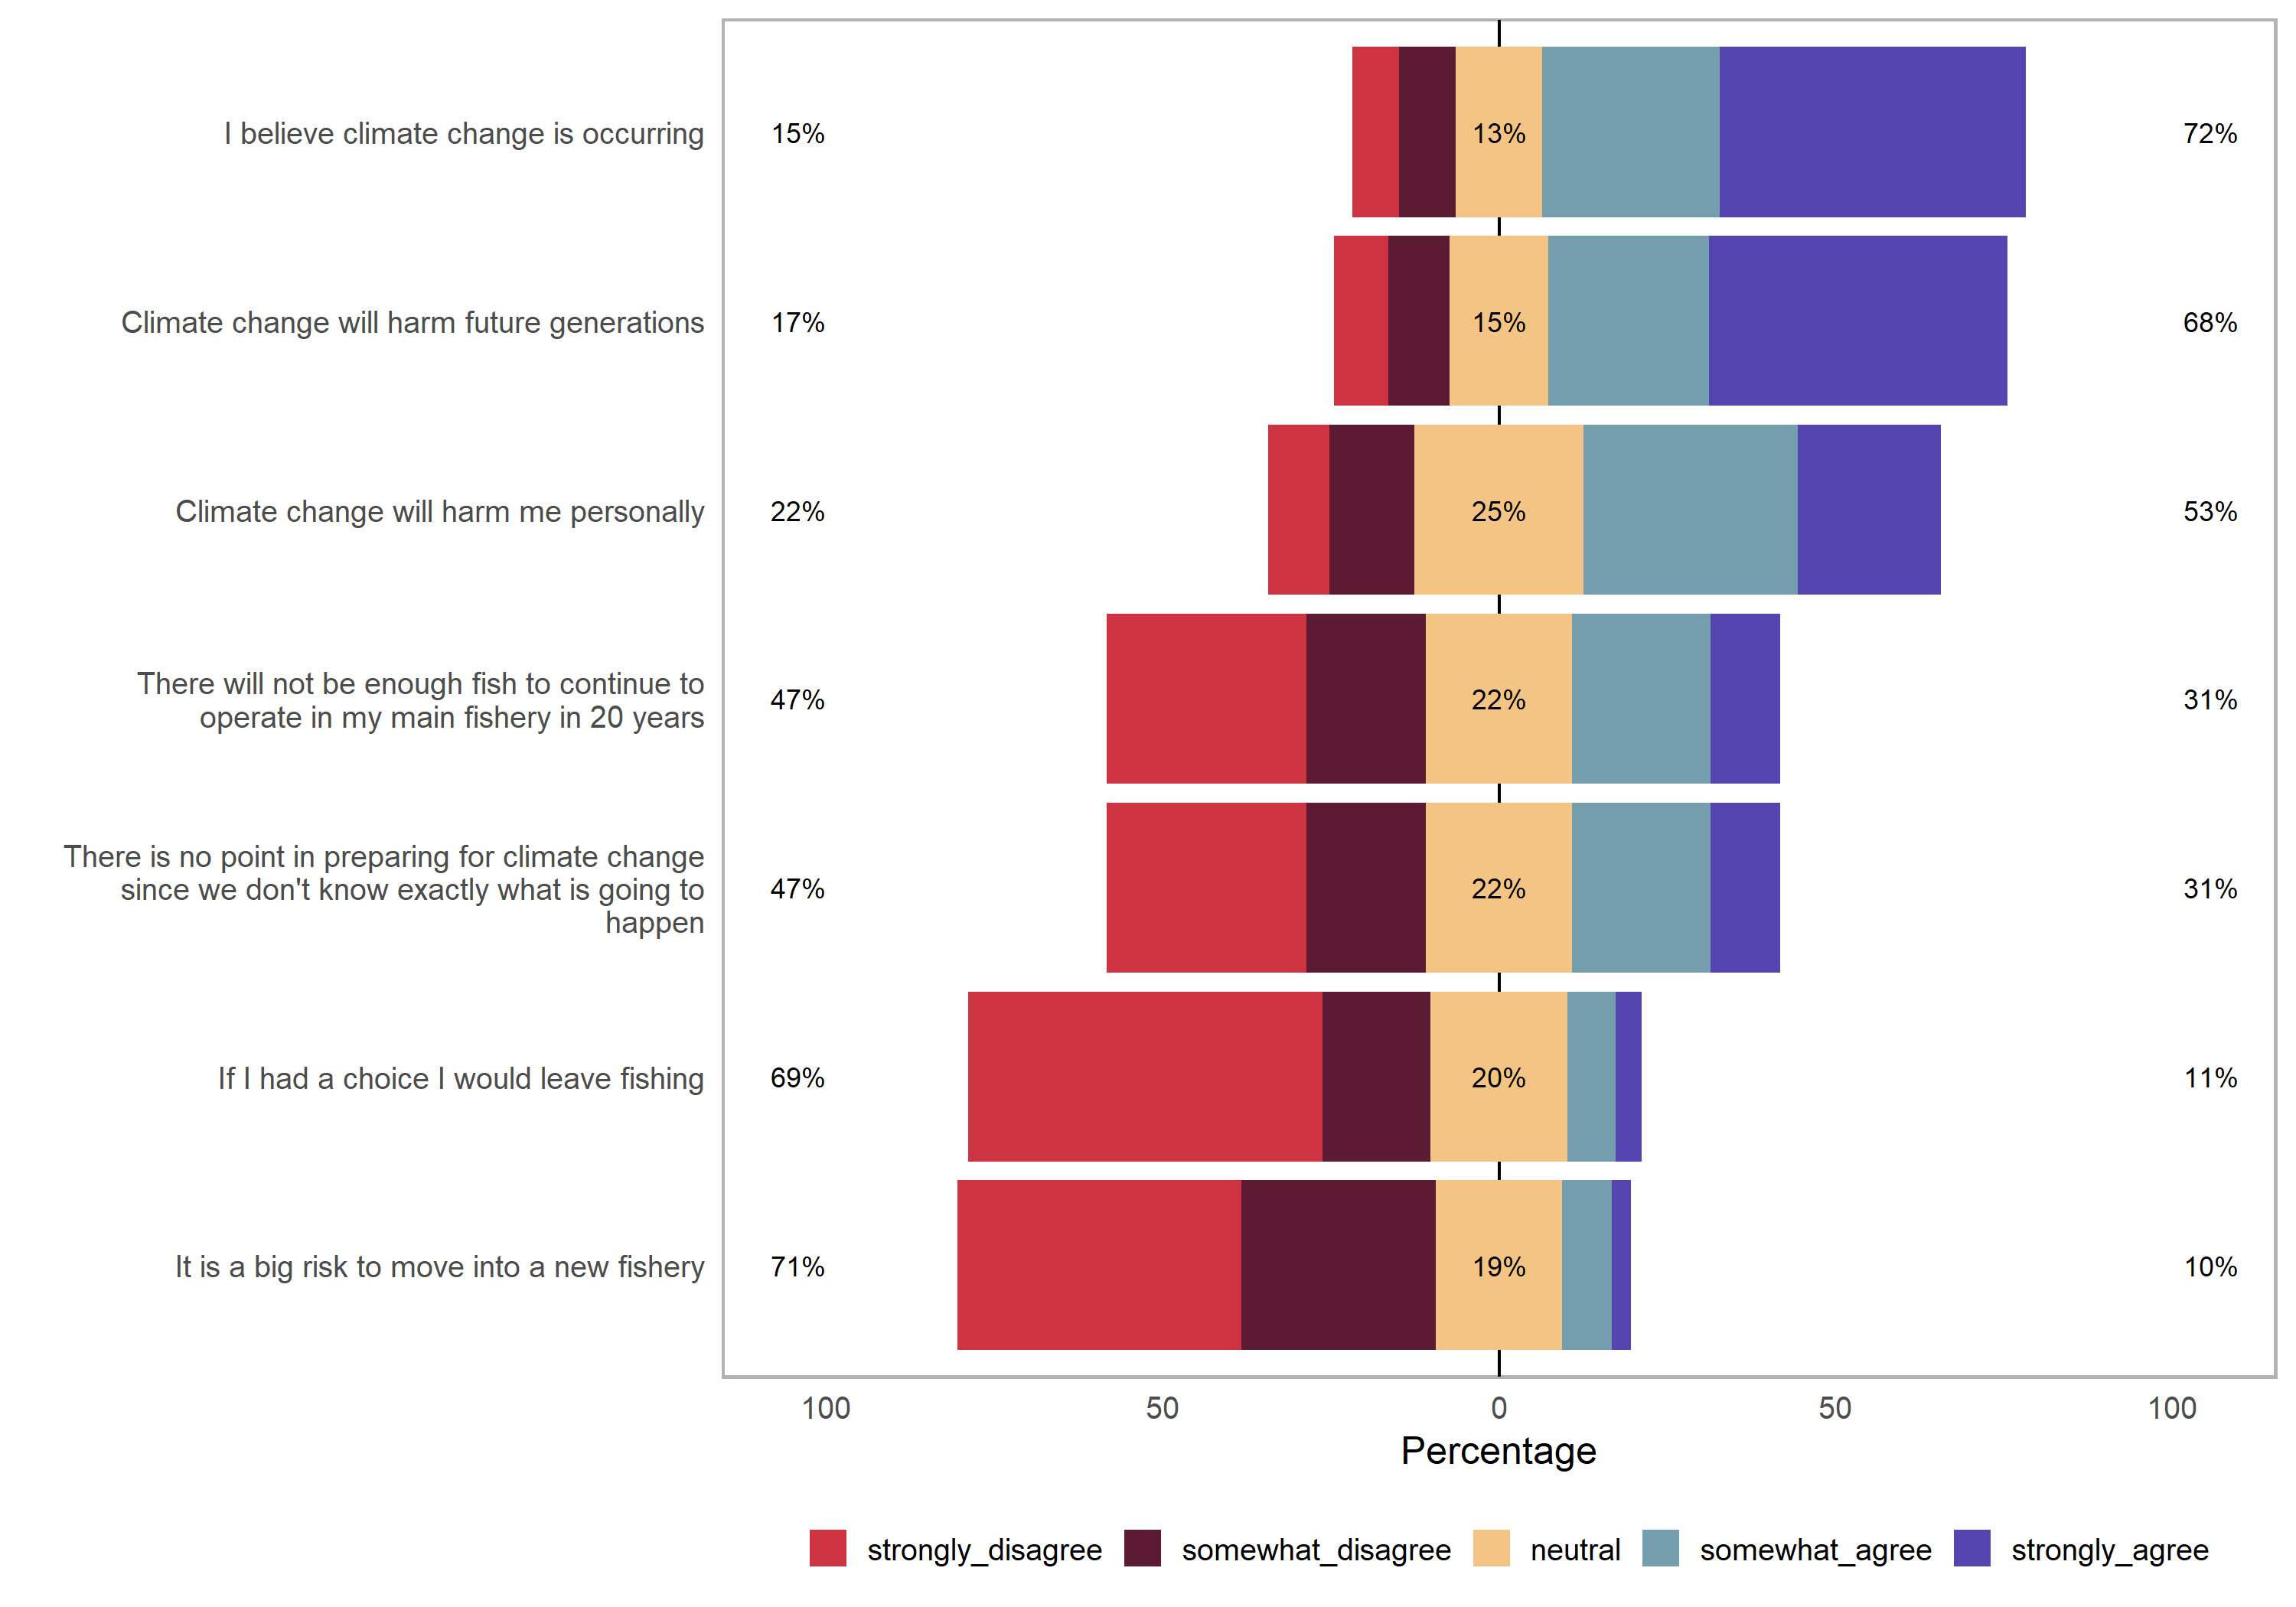 I believe climate change is occurring
15%
13%
72%
Climate change will harm future generations
17%
15%
68%
Climate change will harm me personally
22%
25%
53%
There will not be enough fish to continue to
operate in my main fishery in 20 years
47%
22%
31%
There is no point in preparing for climate change
since we don't know exactly what is going to
happen
47%
22%
31%
If I had a choice I would leave fishing
69%
20%
11%
It is a big risk to move into a new fishery
71%
19%
10%
100 50 0 50 100
Percentage
strongly_disagree somewhat_disagree neutral somewhat_agree strongly_agree